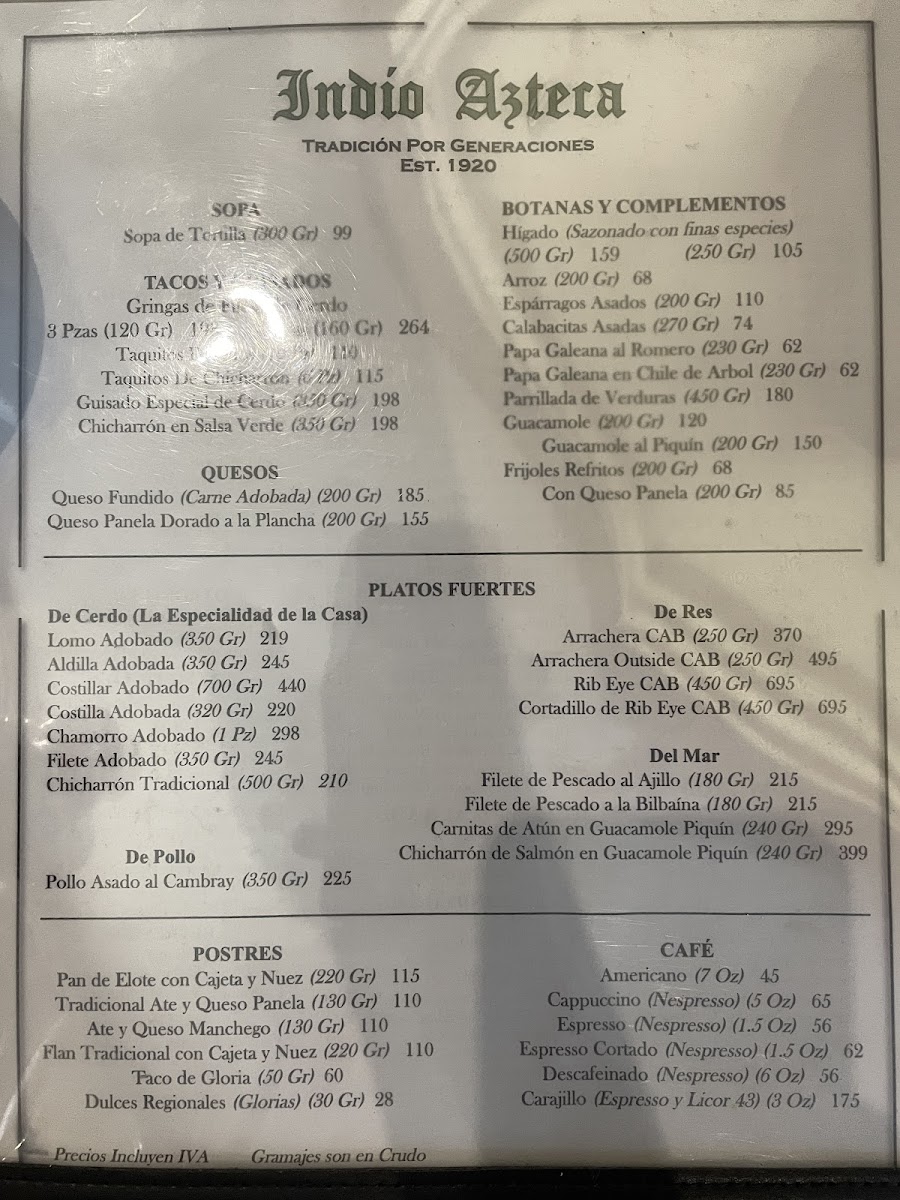 Indio Azteca
TRADICIÓN POR GENERACIONES
EST. 1920
SOPA
Sopa de Tortilla (300 Gr) 99
TACOS Y
Gringas de Cerdo
3 Pzas (120 Gr) (160 Gr) 264
Taquitos 110
Taquitos De Chicharrón (6 Pz) 115
Guisado Especial de Cerdo (350 Gr) 198
Chicharrón en Salsa Verde (350 Gr) 198
QUESOS
Queso Fundido (Carne Adobada) (200 Gr) 185
Queso Panela Dorado a la Plancha (200 Gr) 155
BOTANAS Y COMPLEMENTOS
Hígado (Sazonado con finas especies)
(500 Gr) 159 (250 Gr) 105
Arroz (200 Gr) 68
Espárragos Asados (200 Gr) 110
Calabacitas Asadas (270 Gr) 74
Papa Galeana al Romero (230 Gr) 62
Papa Galeana en Chile de Arbol (230 Gr) 62
Parrillada de Verduras (450 Gr) 180
Guacamole (200 Gr) 120
Guacamole al Piquín (200 Gr) 150
Frijoles Refritos (200 Gr) 68
Con Queso Panela (200 Gr) 85
PLATOS FUERTES
De Cerdo (La Especialidad de la Casa)
Lomo Adobado (350 Gr) 219
Aldilla Adobada (350 Gr) 245
Costillar Adobado (700 Gr) 440
Costilla Adobada (320 Gr) 220
Chamorro Adobado (1 Pz) 298
Filete Adobado (350 Gr) 245
Chicharrón Tradicional (500 Gr) 210
De Pollo
Pollo Asado al Cambray (350 Gr) 225
De Res
Arrachera CAB (250 Gr) 370
Arrachera Outside CAB (250 Gr) 495
Rib Eye CAB (450 Gr) 695
Cortadillo de Rib Eye CAB (450 Gr) 695
Del Mar
Filete de Pescado al Ajillo (180 Gr) 215
Filete de Pescado a la Bilbaína (180 Gr) 215
Carnitas de Atún en Guacamole Piquín (240 Gr) 295
Chicharrón de Salmón en Guacamole Piquín (240 Gr) 399
POSTRES
Pan de Elote con Cajeta y Nuez (220 Gr) 115
Tradicional Ate y Queso Panela (130 Gr) 110
Ate y Queso Manchego (130 Gr) 110
Flan Tradicional con Cajeta y Nuez (220 Gr) 110
Taco de Gloria (50 Gr) 60
Dulces Regionales (Glorias) (30 Gr) 28
CAFÉ
Americano (7 Oz) 45
Cappuccino (Nespresso) (5 Oz) 65
Espresso (Nespresso) (1.5 Oz) 56
Espresso Cortado (Nespresso) (1.5 Oz) 62
Descafeinado (Nespresso) (6 Oz) 56
Carajillo (Espresso y Licor 43) (3 Oz) 175
Precios Incluyen IVA Gramajes son en Crudo